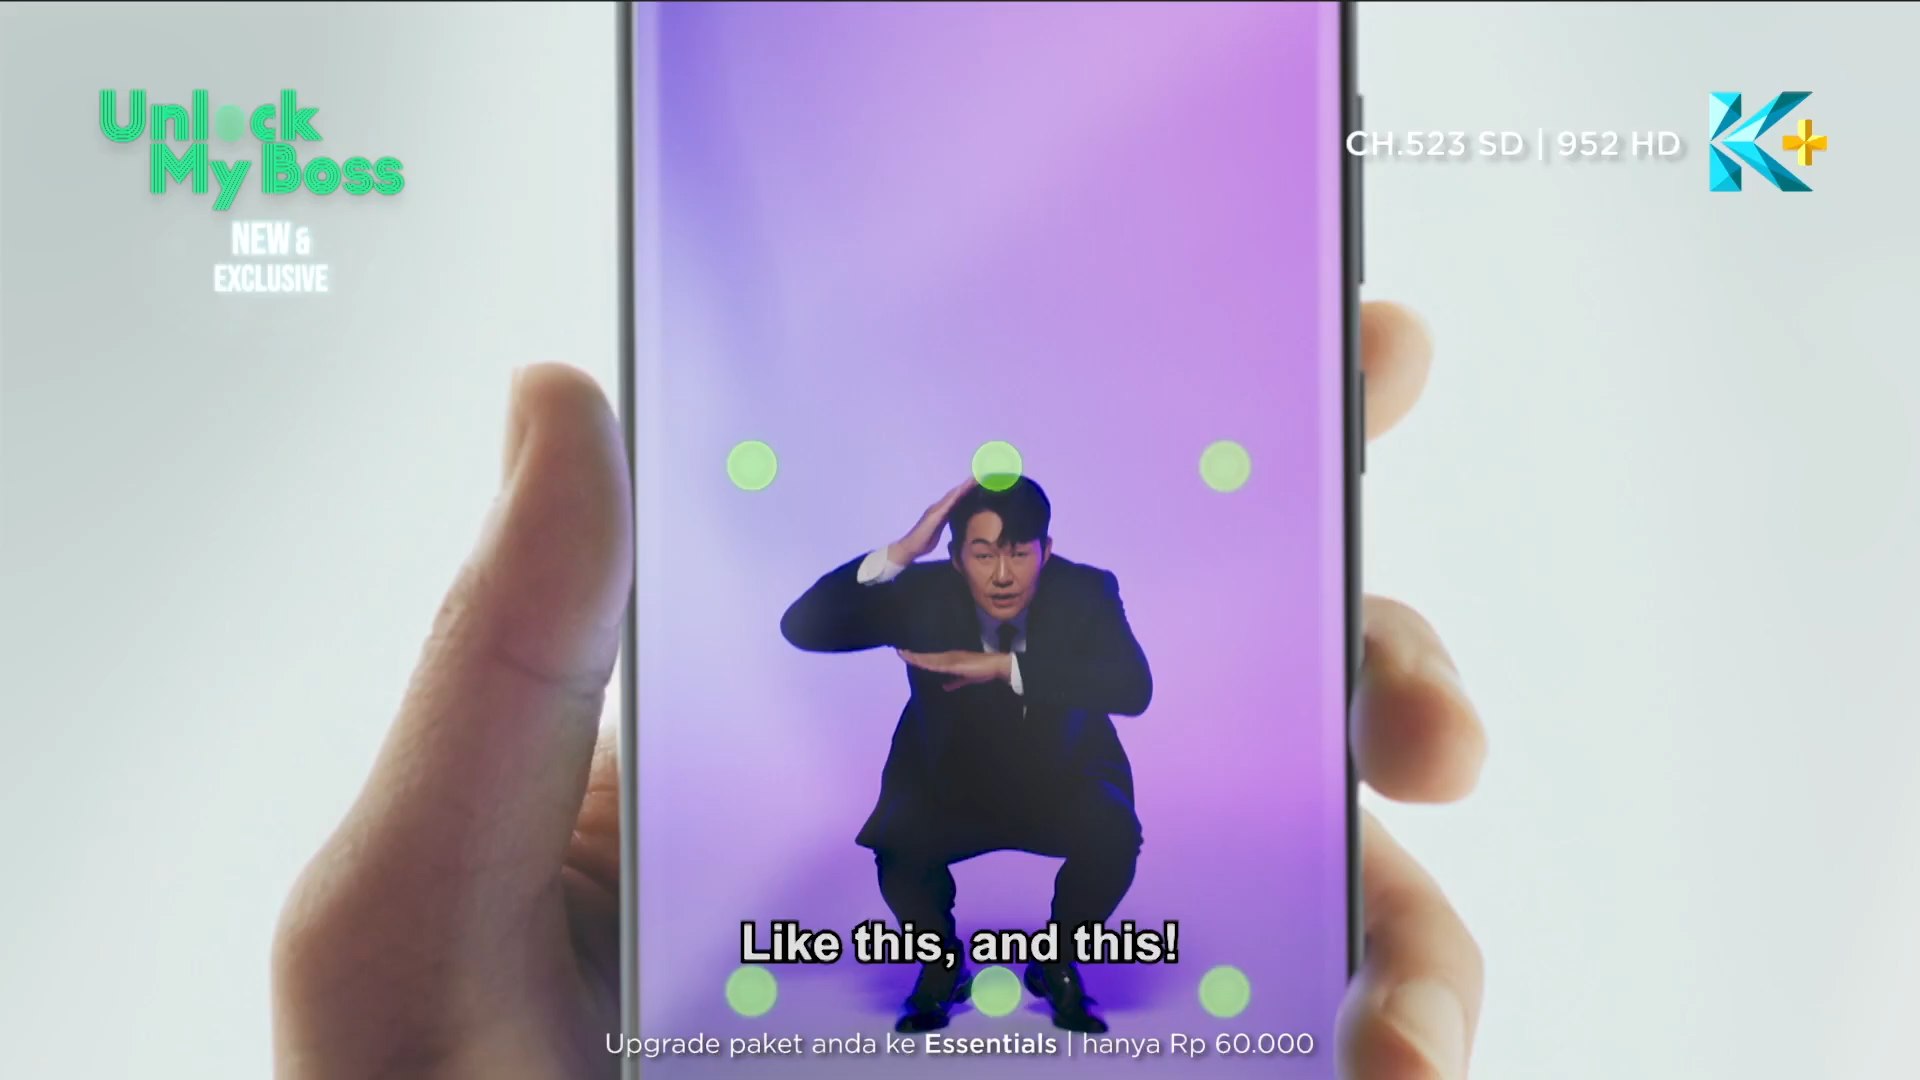 Unlock
My Boss
NEW &
EXCLUSIVE
CH.523 SD | 952 HD
K+
Like this, and this!
Upgrade paket anda ke Essentials | hanya Rp 60.000